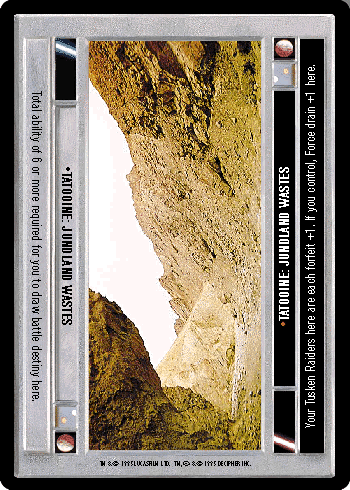 •TATOOINE: JUNDLAND WASTES
Your Tusken Raiders here are each forfeit +1. If you control, Force drain +1 here.
•TATOOINE: JUNDLAND WASTES
Total ability of 6 or more required for you to draw battle destiny here.
TM & © 1995 LUCASFILM LTD. TM, ® & © 1995 DECIPHER INC.